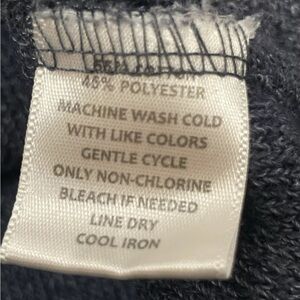 45% POLYESTER
MACHINE WASH COLD
WITH LIKE COLORS
GENTLE CYCLE
ONLY NON-CHLORINE
BLEACH IF NEEDED
LINE DRY
COOL IRON